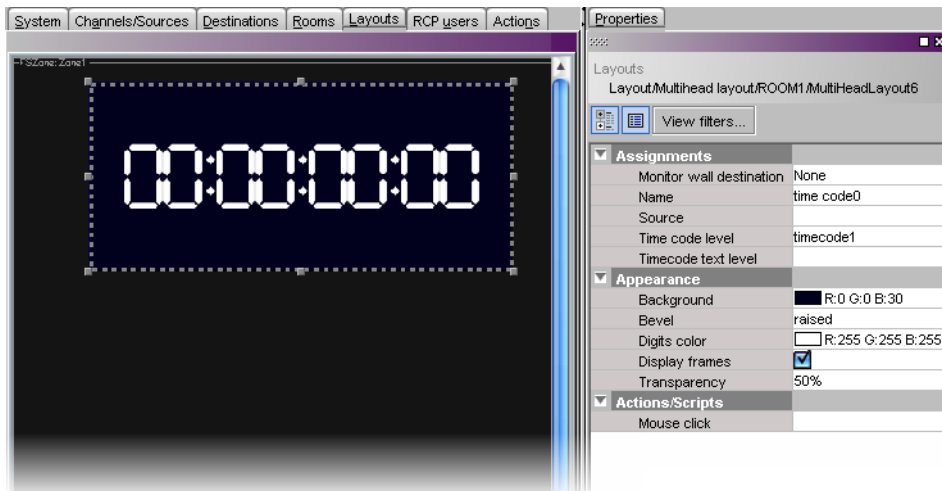 System Channels/Sources Destinations Rooms Layouts RCP users Actions
PSZone: Zone1
00:00:00:00
Properties
Layouts
Layout/Multihead layout/ROOM1/MultiHeadLayout6
View filters...
Assignments
Monitor wall destination None
Name time code0
Source
Time code level timecode1
Timecode text level
Appearance
Background R:0 G:0 B:30
Bevel raised
Digits color R:255 G:255 B:255
Display frames
Transparency 50%
Actions/Scripts
Mouse click